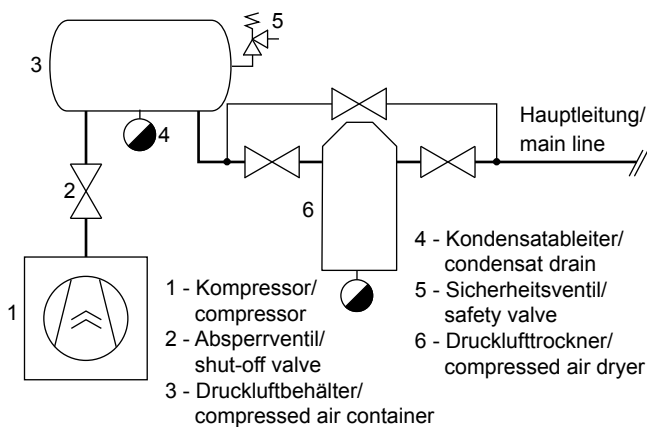 5
3
4
Hauptleitung/
main line
2
6
1
1 - Kompressor/
compressor
2 - Absperrventil/
shut-off valve
3 - Druckluftbehälter/
compressed air container
4 - Kondensatableiter/
condensat drain
5 - Sicherheitsventil/
safety valve
6 - Drucklufttrockner/
compressed air dryer